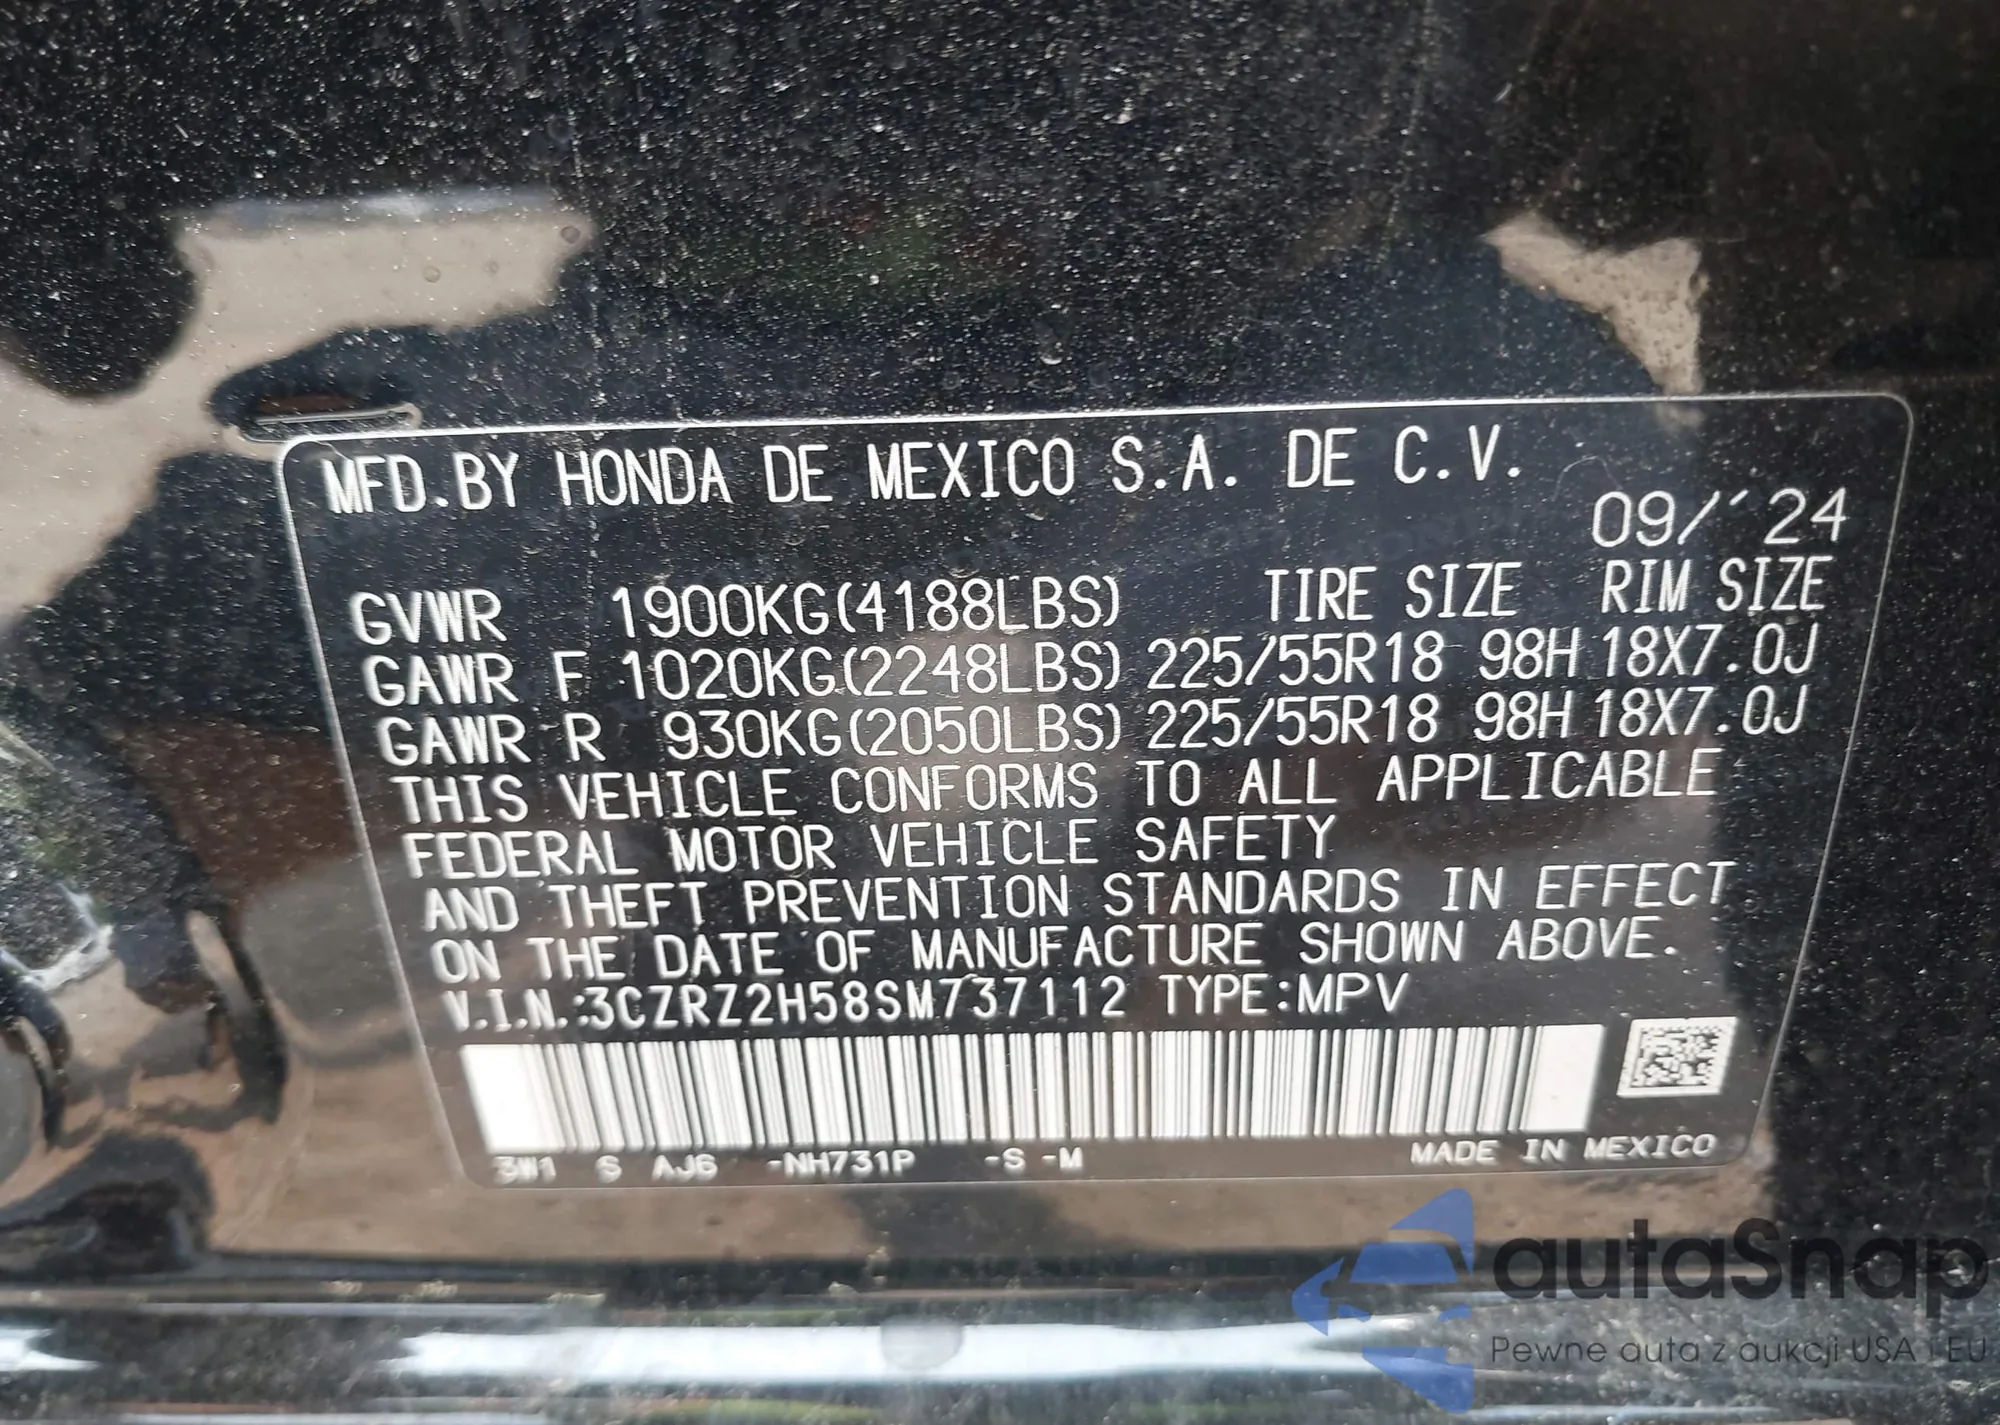 MFD.BY HONDA DE MEXICO S.A. DE C.V.
09/'24
GVWR 1900KG(4188LBS) TIRE SIZE RIM SIZE
GAWR F 1020KG(2248LBS) 225/55R18 98H 18X7.0J
GAWR R 930KG(2050LBS) 225/55R18 98H 18X7.0J
THIS VEHICLE CONFORMS TO ALL APPLICABLE
FEDERAL MOTOR VEHICLE SAFETY
AND THEFT PREVENTION STANDARDS IN EFFECT
ON THE DATE OF MANUFACTURE SHOWN ABOVE.
V.I.N.:3CZRZ2H58SM737112 TYPE:MPV
3W1 S AJ6 -NH731P -S -M MADE IN MEXICO
autaSnap
Pewne auta z aukcji USA i EU